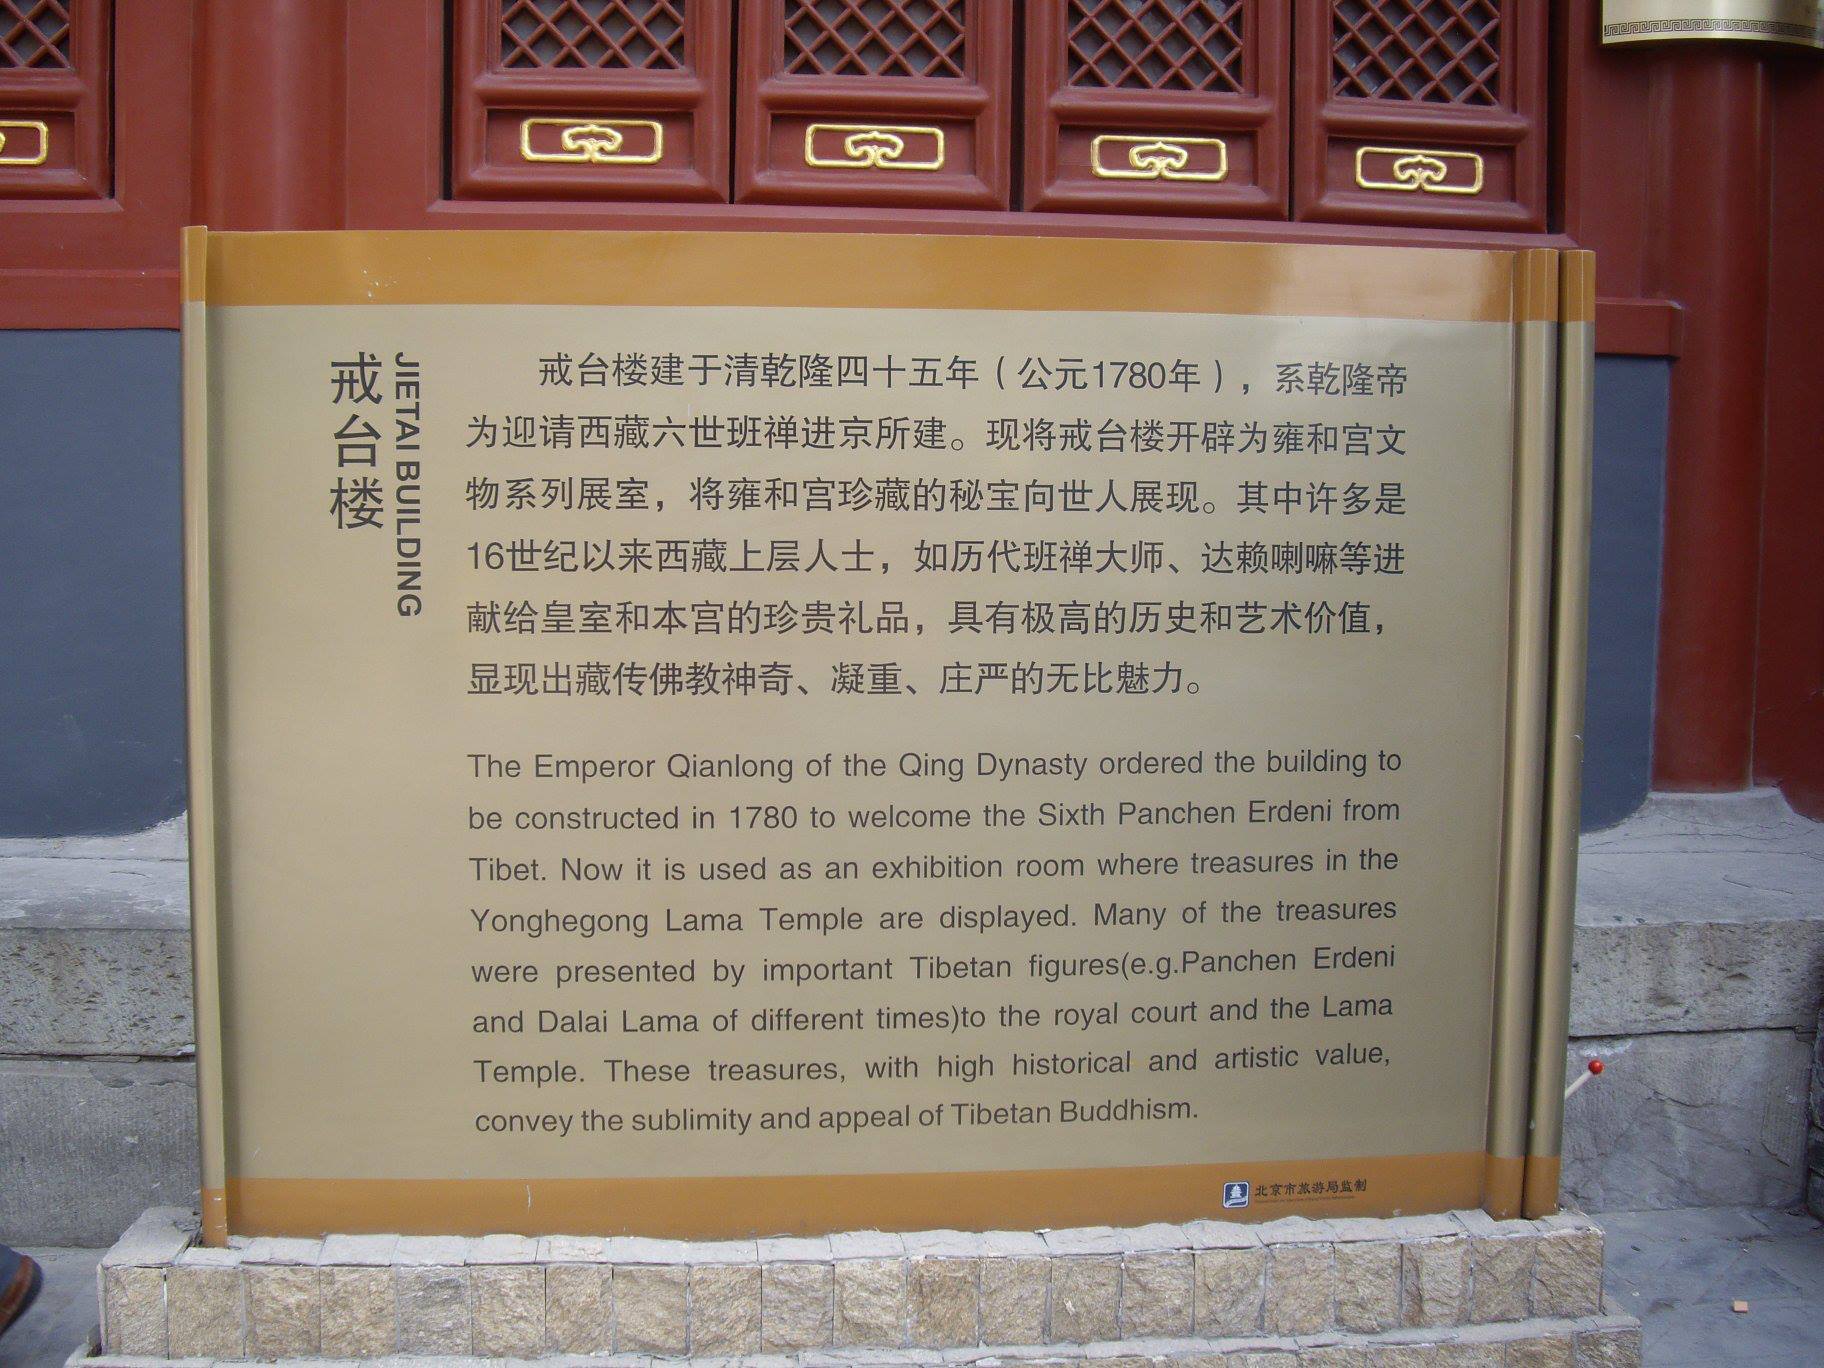 戒台楼
JIETAI BUILDING
戒台楼建于清乾隆四十五年（公元1780年），系乾隆帝
为迎请西藏六世班禅进京所建。现将戒台楼开辟为雍和宫文
物系列展室，将雍和宫珍藏的秘宝向世人展现。其中许多是
16世纪以来西藏上层人士，如历代班禅大师、达赖喇嘛等进
献给皇室和本宫的珍贵礼品，具有极高的历史和艺术价值，
显现出藏传佛教神奇、凝重、庄严的无比魅力。
The Emperor Qianlong of the Qing Dynasty ordered the building to
be constructed in 1780 to welcome the Sixth Panchen Erdeni from
Tibet. Now it is used as an exhibition room where treasures in the
Yonghegong Lama Temple are displayed. Many of the treasures
were presented by important Tibetan figures(e.g.Panchen Erdeni
and Dalai Lama of different times)to the royal court and the Lama
Temple. These treasures, with high historical and artistic value,
convey the sublimity and appeal of Tibetan Buddhism.
北京市旅游局监制